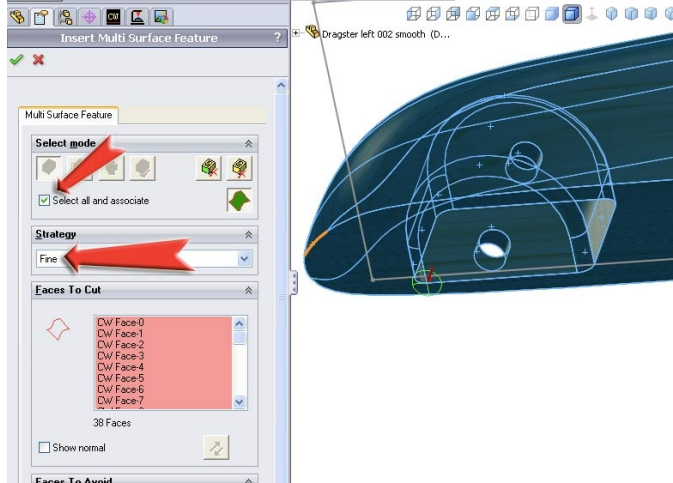 CW
Insert Multi Surface Feature
?
Dragster left 002 smooth (D...
Multi Surface Feature
Select mode
Select all and associate
Strategy
Fine
Faces To Cut
CW Face-0
CW Face-1
CW Face-2
CW Face-3
CW Face-4
CW Face-5
CW Face-6
CW Face-7
38 Faces
Show normal
Faces To Avoid